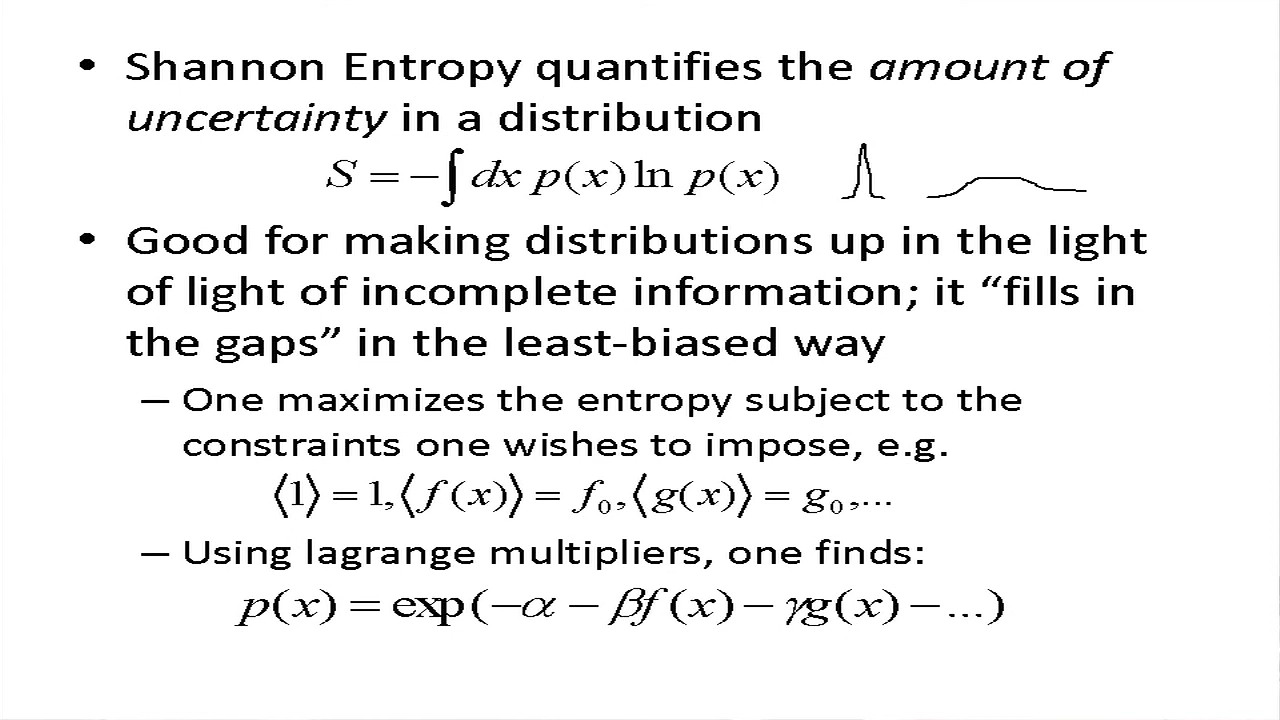 • Shannon Entropy quantifies the amount of
uncertainty in a distribution
S = −∫ dx p(x) ln p(x)
• Good for making distributions up in the light
of light of incomplete information; it “fills in
the gaps” in the least-biased way
– One maximizes the entropy subject to the
constraints one wishes to impose, e.g.
⟨1⟩ = 1, ⟨f(x)⟩ = f₀, ⟨g(x)⟩ = g₀,...
– Using lagrange multipliers, one finds:
p(x) = exp(−α − βf(x) − γg(x) − ...)